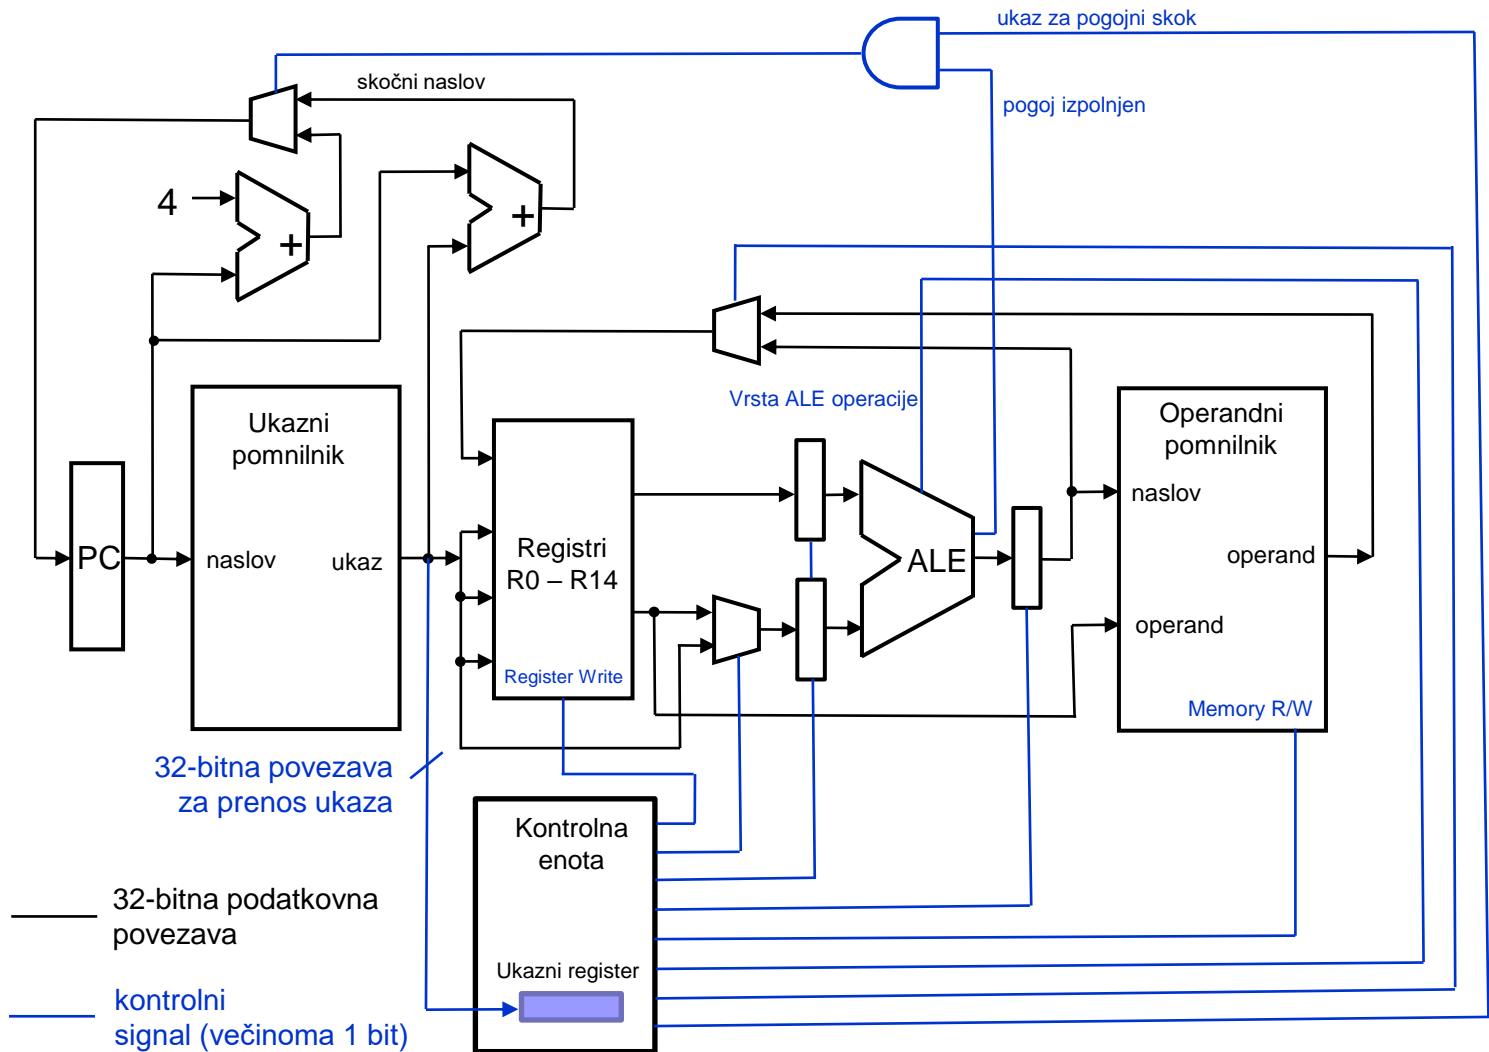 ukaz za pogojni skok
skočni naslov
pogoj izpolnjen
4
+
+
Vrsta ALE operacije
Ukazni
pomnilnik
Operandni
pomnilnik
naslov
PC
naslov
ukaz
Registri
R0 – R14
ALE
operand
operand
Register Write
Memory R/W
32-bitna povezava
za prenos ukaza
Kontrolna
enota
32-bitna podatkovna
povezava
Ukazni register
kontrolni
signal (večinoma 1 bit)